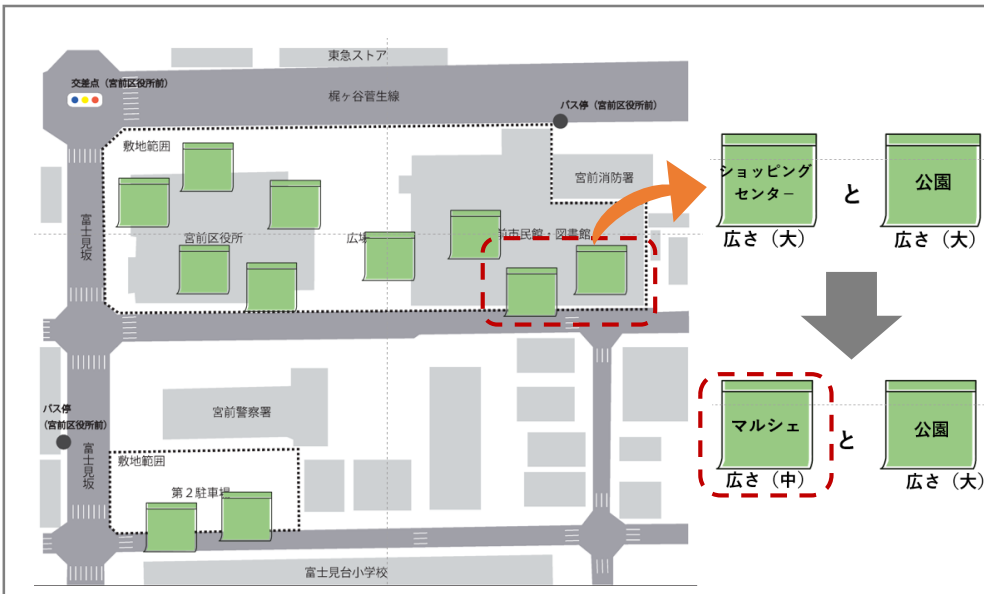 東急ストア
交差点（宮前区役所前）
梶ヶ谷菅生線
バス停（宮前区役所前）
敷地範囲
宮前消防署
富士見坂
宮前区役所
広場
前市民館・図書館
ショッピング
センター
と
公園
広さ（大）
広さ（大）
バス停
（宮前区役所前）
宮前警察署
富士見坂
敷地範囲
第２駐車場
富士見台小学校
マルシェ
と
公園
広さ（中）
広さ（大）